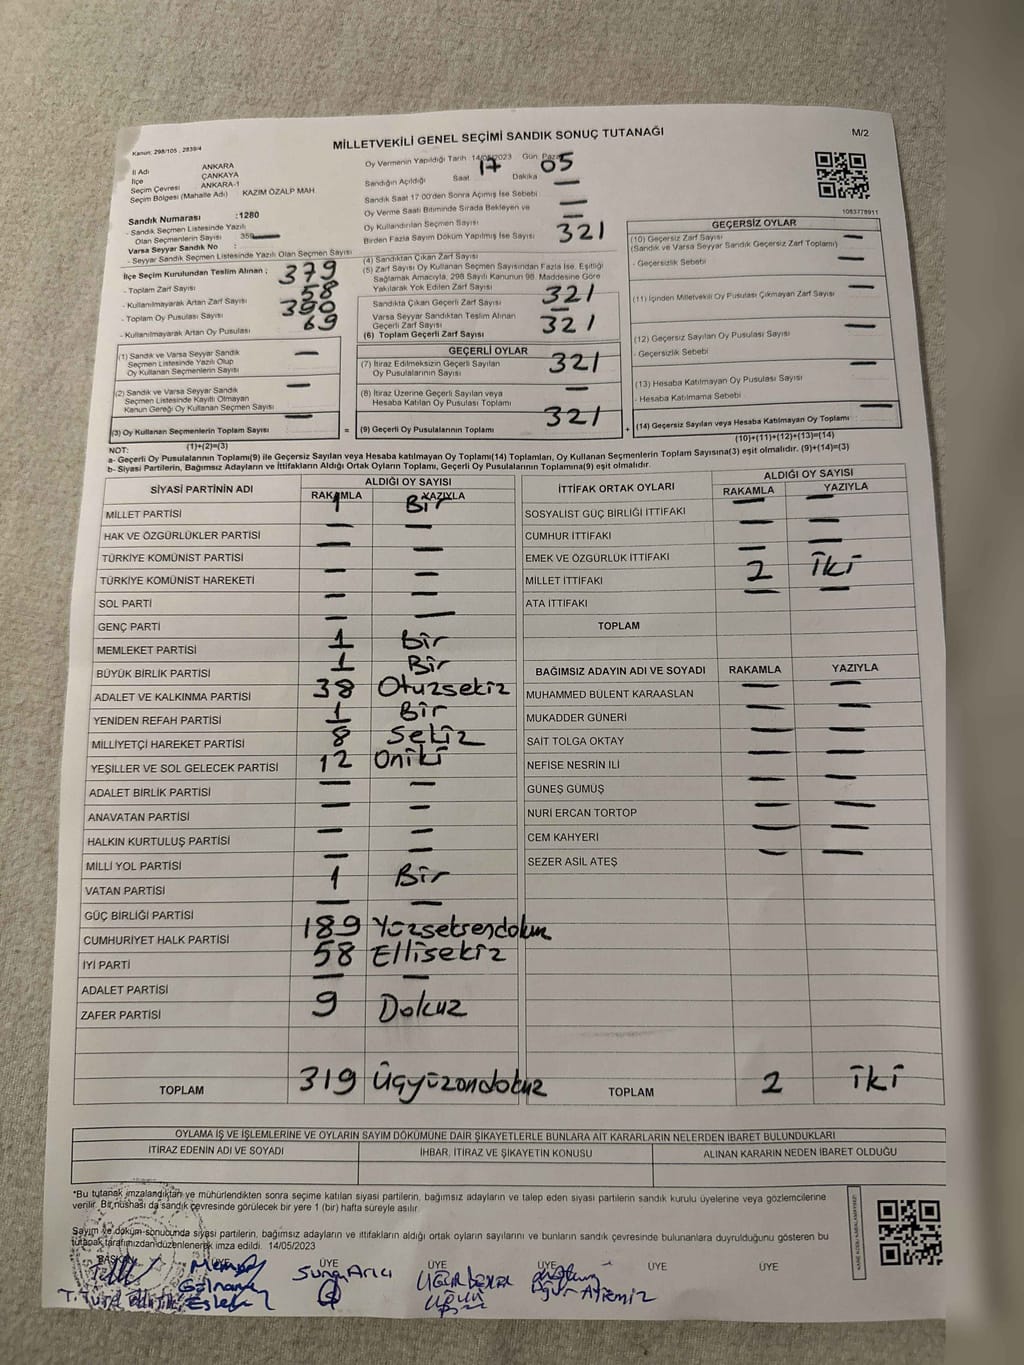 Kanun: 298/105 , 2839/4
MİLLETVEKİLİ GENEL SEÇİMİ SANDIK SONUÇ TUTANAĞI
M/2
İl Adı ANKARA
İlçe ÇANKAYA
Seçim Çevresi ANKARA-1
Seçim Bölgesi (Mahalle Adı) KAZIM ÖZALP MAH.
Sandık Numarası :1280
- Sandık Seçmen Listesinde Yazılı
Olan Seçmenlerin Sayısı
Varsa Seyyar Sandık No :
- Seyyar Sandık Seçmen Listesinde Yazılı Olan Seçmen Sayısı
İlçe Seçim Kurulundan Teslim Alınan ;
- Toplam Zarf Sayısı 379
- Kullanılmayarak Artan Zarf Sayısı 58
- Toplam Oy Pusulası Sayısı 390
- Kullanılmayarak Artan Oy Pusulası 69
(1) Sandık ve Varsa Seyyar Sandık
Seçmen Listesinde Yazılı Olup
Oy Kullanan Seçmenlerin Sayısı —
(2) Sandık ve Varsa Seyyar Sandık
Seçmen Listesinde Kayıtlı Olmayan
Kanun Gereği Oy Kullanan Seçmen Sayısı —
(3) Oy Kullanan Seçmenlerin Toplam Sayısı —
(1)+(2)=(3)
Oy Vermenin Yapıldığı Tarih 14/05/2023 Gün Pazar
Sandığın Açıldığı Saat 17 Dakika 05
Sandık Saat 17:00'den Sonra Açılmış İse Sebebi —
Oy Verme Saati Bitiminde Sırada Bekleyen ve
Oy Kullandırılan Seçmen Sayısı —
Birden Fazla Sayım Döküm Yapılmış İse Sayısı —
(4) Sandıktan Çıkan Zarf Sayısı 321
(5) Zarf Sayısı Oy Kullanan Seçmen Sayısından Fazla İse, Eşitliği
Sağlamak Amacıyla, 298 Sayılı Kanunun 98. Maddesine Göre
Yakılarak Yok Edilen Zarf Sayısı
Sandıkta Çıkan Geçerli Zarf Sayısı 321
Varsa Seyyar Sandıktan Teslim Alınan
Geçerli Zarf Sayısı —
(6) Toplam Geçerli Zarf Sayısı 321
GEÇERLİ OYLAR
(7) İtiraz Edilmeksizin Geçerli Sayılan
Oy Pusulalarının Sayısı 321
(8) İtiraz Üzerine Geçerli Sayılan veya
Hesaba Katılan Oy Pusulası Toplamı —
= (9) Geçerli Oy Pusulalarının Toplamı 321
1083778911
GEÇERSİZ OYLAR
(10) Geçersiz Zarf Sayısı
(Sandık ve Varsa Seyyar Sandık Geçersiz Zarf Toplamı) —
- Geçersizlik Sebebi —
(11) İçinden Milletvekili Oy Pusulası Çıkmayan Zarf Sayısı —
(12) Geçersiz Sayılan Oy Pusulası Sayısı —
- Geçersizlik Sebebi
(13) Hesaba Katılmayan Oy Pusulası Sayısı —
- Hesaba Katılmama Sebebi
+ (14) Geçersiz Sayılan veya Hesaba Katılmayan Oy Toplamı : —
(10)+(11)+(12)+(13)=(14)
NOT:
a- Geçerli Oy Pusulalarının Toplamı(9) ile Geçersiz Sayılan veya Hesaba katılmayan Oy Toplamı(14) Toplamları, Oy Kullanan Seçmenlerin Toplam Sayısına(3) eşit olmalıdır. (9)+(14)=(3)
b- Siyasi Partilerin, Bağımsız Adayların ve İttifakların Aldığı Ortak Oyların Toplamı, Geçerli Oy Pusulalarının Toplamına(9) eşit olmalıdır.
SİYASİ PARTİNİN ADI ALDIĞI OY SAYISI
RAKAMLA YAZIYLA
MİLLET PARTİSİ 1 Bir
HAK VE ÖZGÜRLÜKLER PARTİSİ — —
TÜRKİYE KOMÜNİST PARTİSİ — —
TÜRKİYE KOMÜNİST HAREKETİ — —
SOL PARTİ — —
GENÇ PARTİ — —
MEMLEKET PARTİSİ 1 Bir
BÜYÜK BİRLİK PARTİSİ 1 Bir
ADALET VE KALKINMA PARTİSİ 38 Otuzsekiz
YENİDEN REFAH PARTİSİ 1 Bir
MİLLİYETÇİ HAREKET PARTİSİ 8 Sekiz
YEŞİLLER VE SOL GELECEK PARTİSİ 12 Oniki
ADALET BİRLİK PARTİSİ — —
ANAVATAN PARTİSİ — —
HALKIN KURTULUŞ PARTİSİ — —
MİLLİ YOL PARTİSİ — —
VATAN PARTİSİ 1 Bir
GÜÇ BİRLİĞİ PARTİSİ — —
CUMHURİYET HALK PARTİSİ 189 Yüzseksendokuz
İYİ PARTİ 58 Ellisekiz
ADALET PARTİSİ — —
ZAFER PARTİSİ 9 Dokuz
TOPLAM 319 Üçyüzondokuz
İTTİFAK ORTAK OYLARI ALDIĞI OY SAYISI
RAKAMLA YAZIYLA
SOSYALİST GÜÇ BİRLİĞİ İTTİFAKI — —
CUMHUR İTTİFAKI — —
EMEK VE ÖZGÜRLÜK İTTİFAKI — —
MİLLET İTTİFAKI 2 İki
ATA İTTİFAKI — —
TOPLAM
BAĞIMSIZ ADAYIN ADI VE SOYADI RAKAMLA YAZIYLA
MUHAMMED BÜLENT KARAASLAN — —
MUKADDER GÜNERİ — —
SAİT TOLGA OKTAY — —
NEFİSE NESRİN İLİ — —
GÜNEŞ GÜMÜŞ — —
NURİ ERCAN TORTOP — —
CEM KAHYERİ — —
SEZER ASİL ATEŞ — —
TOPLAM 2 İki
OYLAMA İŞ VE İŞLEMLERİNE VE OYLARIN SAYIM DÖKÜMÜNE DAİR ŞİKAYETLERLE BUNLARA AİT KARARLARIN NELERDEN İBARET BULUNDUKLARI
İTİRAZ EDENİN ADI VE SOYADI İHBAR, İTİRAZ VE ŞİKAYETİN KONUSU ALINAN KARARIN NEDEN İBARET OLDUĞU
*Bu tutanak imzalandıktan ve mühürlendikten sonra seçime katılan siyasi partilerin, bağımsız adayların ve talep eden siyasi partilerin sandık kurulu üyelerine veya gözlemcilerine
verilir. Bir nüshası da sandık çevresinde görülecek bir yere 1 (bir) hafta süreyle asılır.
Sayım ve döküm sonucunda siyasi partilerin, bağımsız adayların ve ittifakların aldığı ortak oyların sayılarını ve bunların sandık çevresinde bulunanlara duyurulduğunu gösteren bu
tutanak tarafımızdan düzenlenerek imza edildi. 14/05/2023
BAŞKAN ÜYE ÜYE ÜYE ÜYE ÜYE
Sungu Arıcı